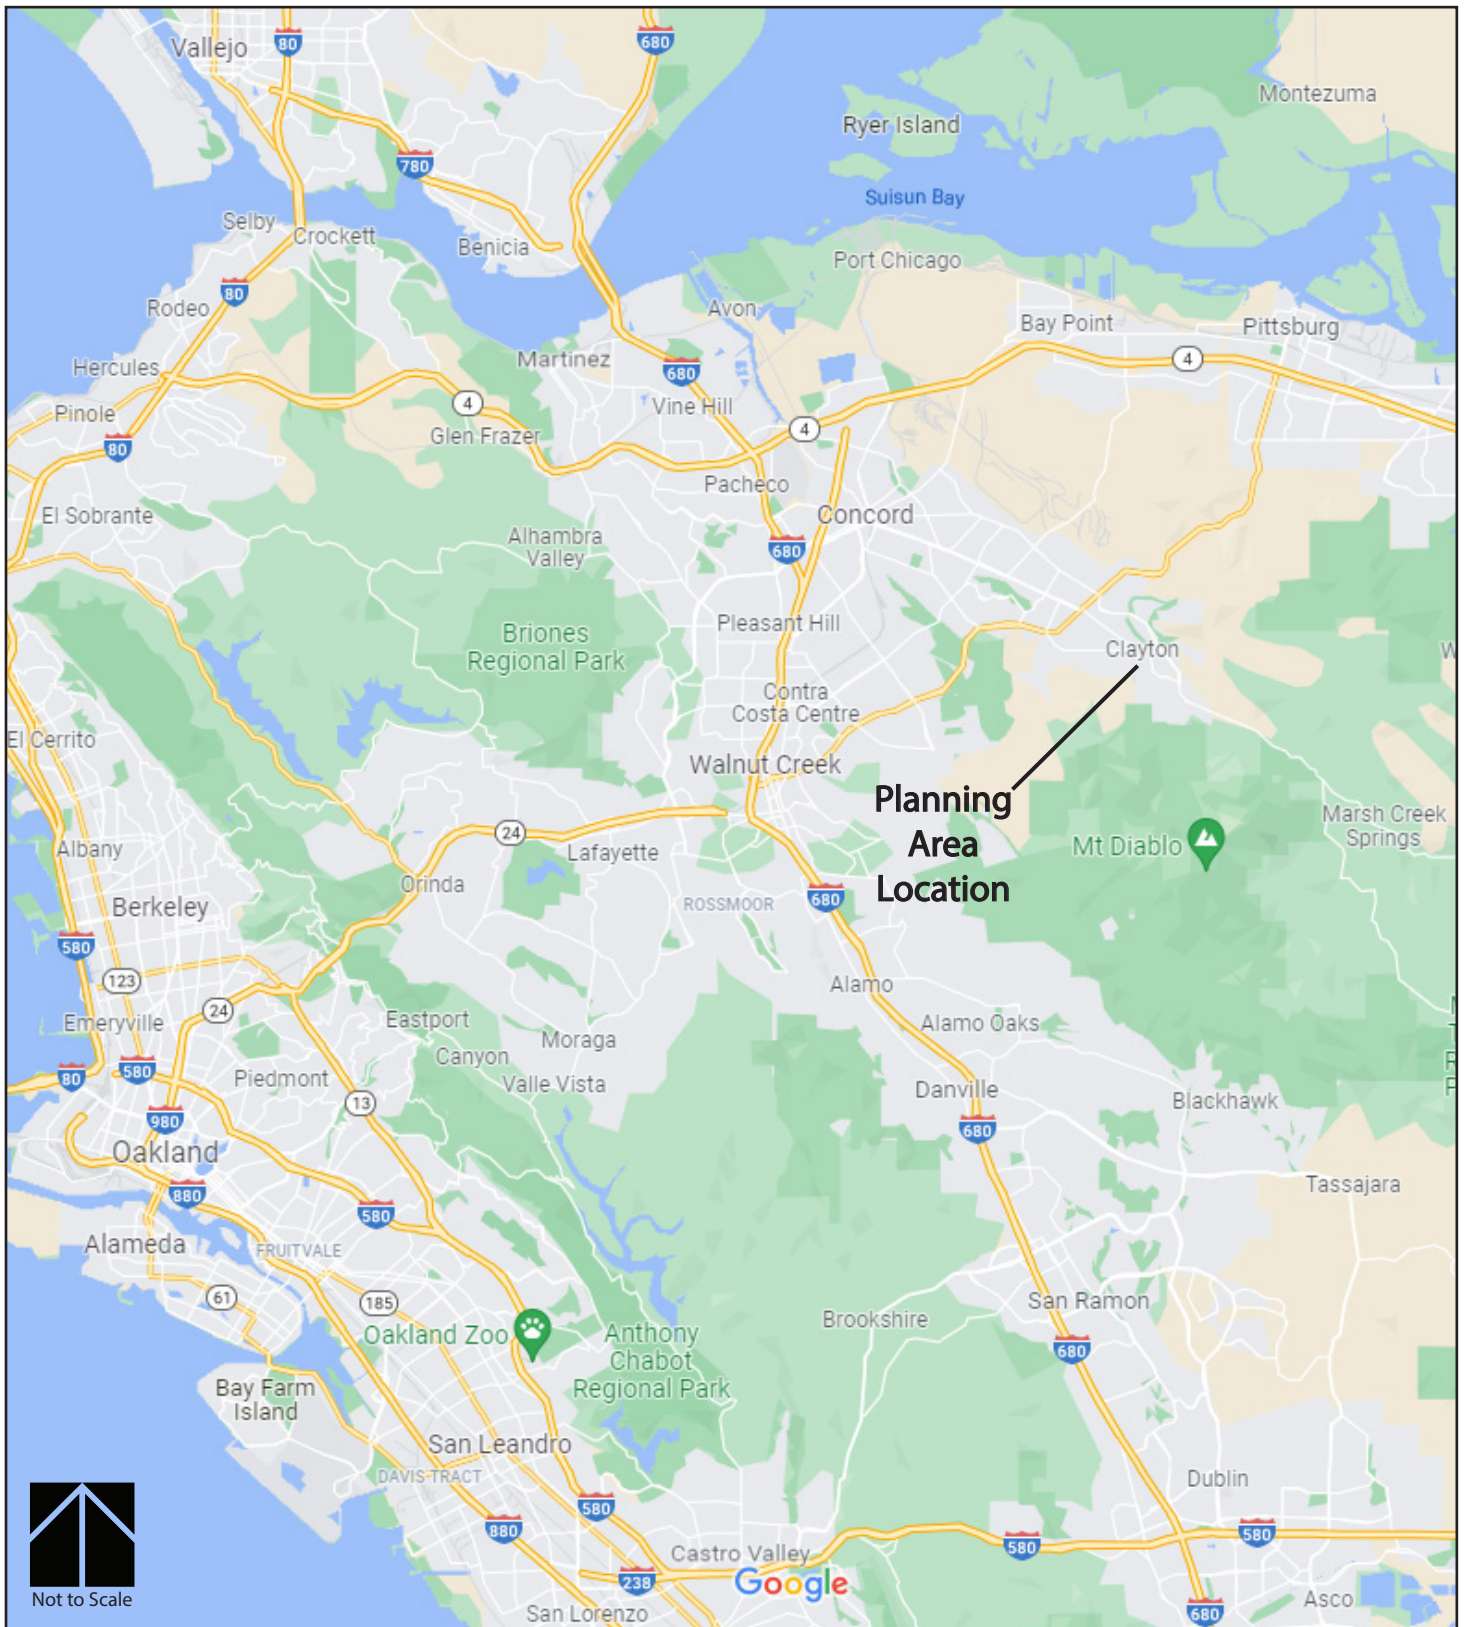 Vallejo
80
680
Montezuma
Ryer Island
780
Suisun Bay
Selby
Crockett
Benicia
Port Chicago
80
Rodeo
Avon
Bay Point
Pittsburg
Martinez
4
Hercules
680
4
Vine Hill
Pinole
4
Glen Frazer
80
Pacheco
El Sobrante
Concord
Alhambra
Valley
680
Pleasant Hill
Briones
Regional Park
Clayton
W
Contra
Costa Centre
El Cerrito
Walnut Creek
Planning
Area
Location
Marsh Creek
Springs
24
Mt Diablo
Albany
Lafayette
Orinda
680
Berkeley
ROSSMOOR
580
123
Alamo
24
Emeryville
Eastport
Alamo Oaks
Moraga
Canyon
80
580
Piedmont
Valle Vista
Danville
13
Blackhawk
980
680
Oakland
880
Tassajara
580
Alameda
FRUITVALE
61
185
San Ramon
Oakland Zoo
Brookshire
Anthony
Chabot
Regional Park
680
Bay Farm
Island
San Leandro
DAVIS TRACT
Dublin
580
880
580
580
Castro Valley
238
Google
Not to Scale
Asco
San Lorenzo
680